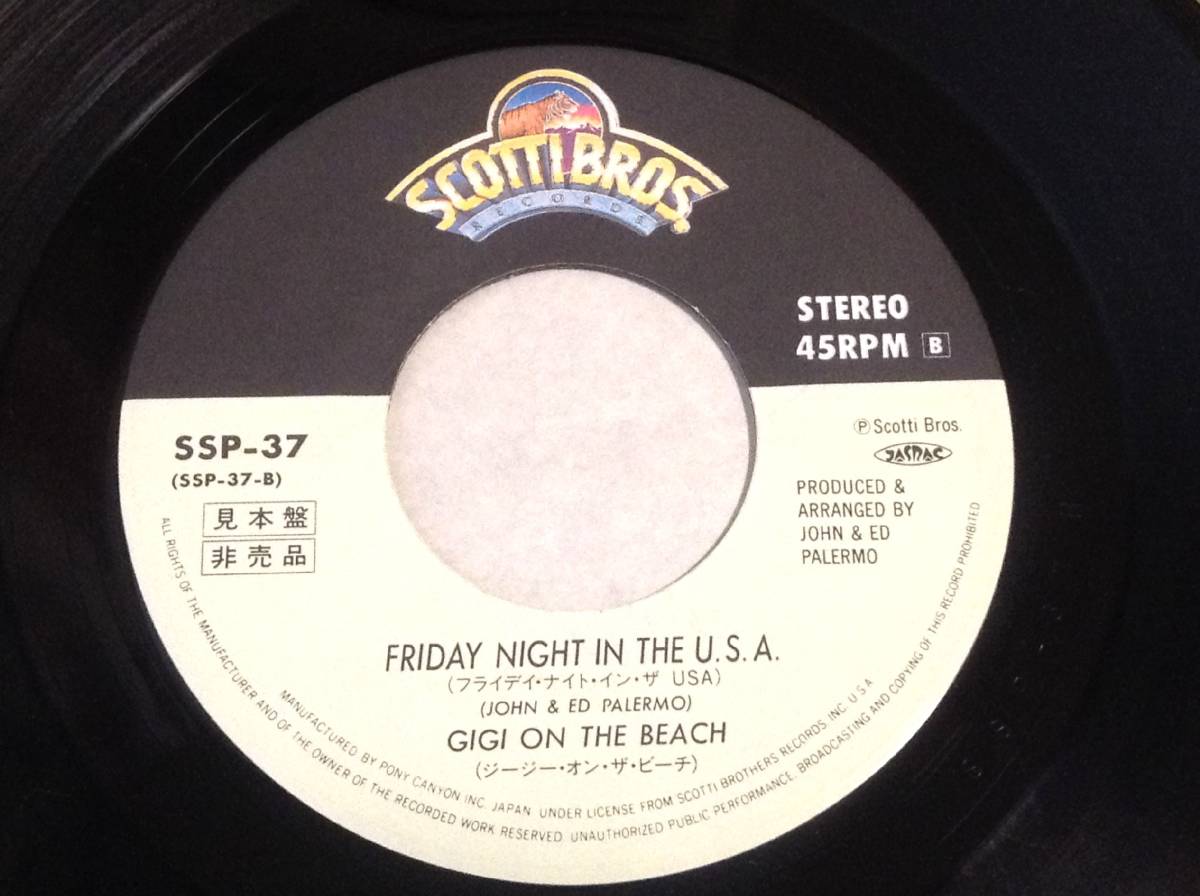 SCOTTI BROS.
RECORDS
STEREO
45RPM B
SSP-37
(SSP-37-B)
見本盤
非売品
Ⓟ Scotti Bros.
JASRAC
PRODUCED &
ARRANGED BY
JOHN & ED
PALERMO
FRIDAY NIGHT IN THE U.S.A.
(フライデイ・ナイト・イン・ザ USA)
(JOHN & ED PALERMO)
GIGI ON THE BEACH
(ジージー・オン・ザ・ビーチ)
MANUFACTURED BY PONY CANYON INC. JAPAN UNDER LICENSE FROM SCOTTI BROTHERS RECORDS, INC. U.S.A
ALL RIGHTS OF THE MANUFACTURER AND OF THE OWNER OF THE RECORDED WORK RESERVED. UNAUTHORIZED PUBLIC PERFORMANCE, BROADCASTING AND COPYING OF THIS RECORD PROHIBITED